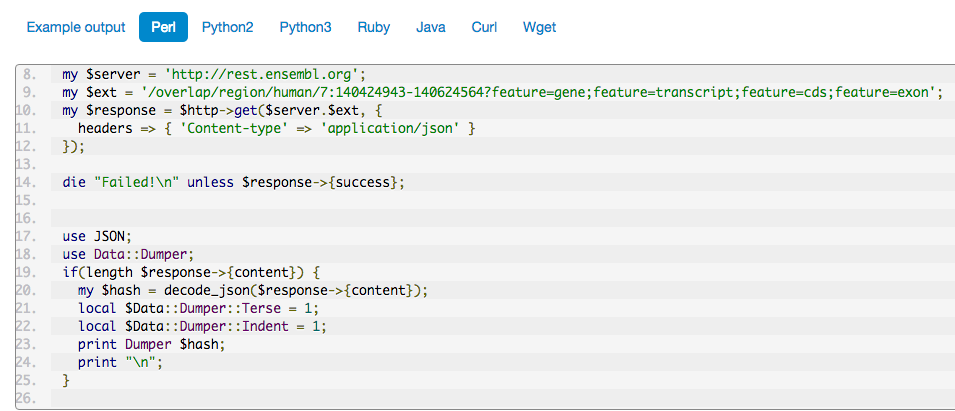 Example output Perl Python2 Python3 Ruby Java Curl Wget
8. my $server = 'http://rest.ensembl.org';
9. my $ext = '/overlap/region/human/7:140424943-140624564?feature=gene;feature=transcript;feature=cds;feature=exon';
10. my $response = $http->get($server.$ext, {
11.   headers => { 'Content-type' => 'application/json' }
12. });
13.
14. die "Failed!\n" unless $response->{success};
15.
16.
17. use JSON;
18. use Data::Dumper;
19. if(length $response->{content}) {
20.   my $hash = decode_json($response->{content});
21.   local $Data::Dumper::Terse = 1;
22.   local $Data::Dumper::Indent = 1;
23.   print Dumper $hash;
24.   print "\n";
25. }
26.